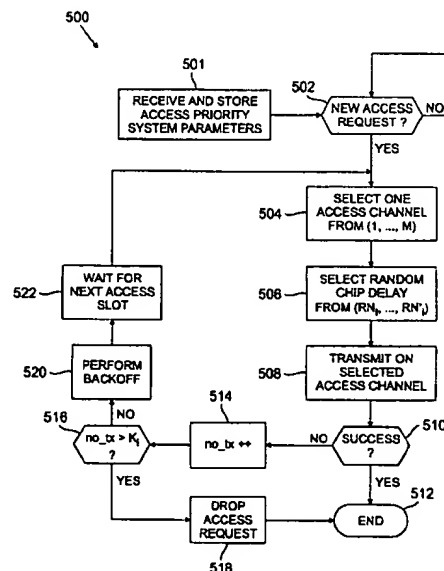 500
501
RECEIVE AND STORE
ACCESS PRIORITY
SYSTEM PARAMETERS
502
NEW ACCESS
REQUEST ?
NO
YES
504
SELECT ONE
ACCESS CHANNEL
FROM (1, ..., M)
506
SELECT RANDOM
CHIP DELAY
FROM (RNi, ..., RN'i)
508
TRANSMIT ON
SELECTED
ACCESS CHANNEL
510
SUCCESS
?
NO
YES
512
END
514
no_tx ++
516
no_tx > Ki
?
NO
YES
518
DROP
ACCESS
REQUEST
520
PERFORM
BACKOFF
522
WAIT FOR
NEXT ACCESS
SLOT